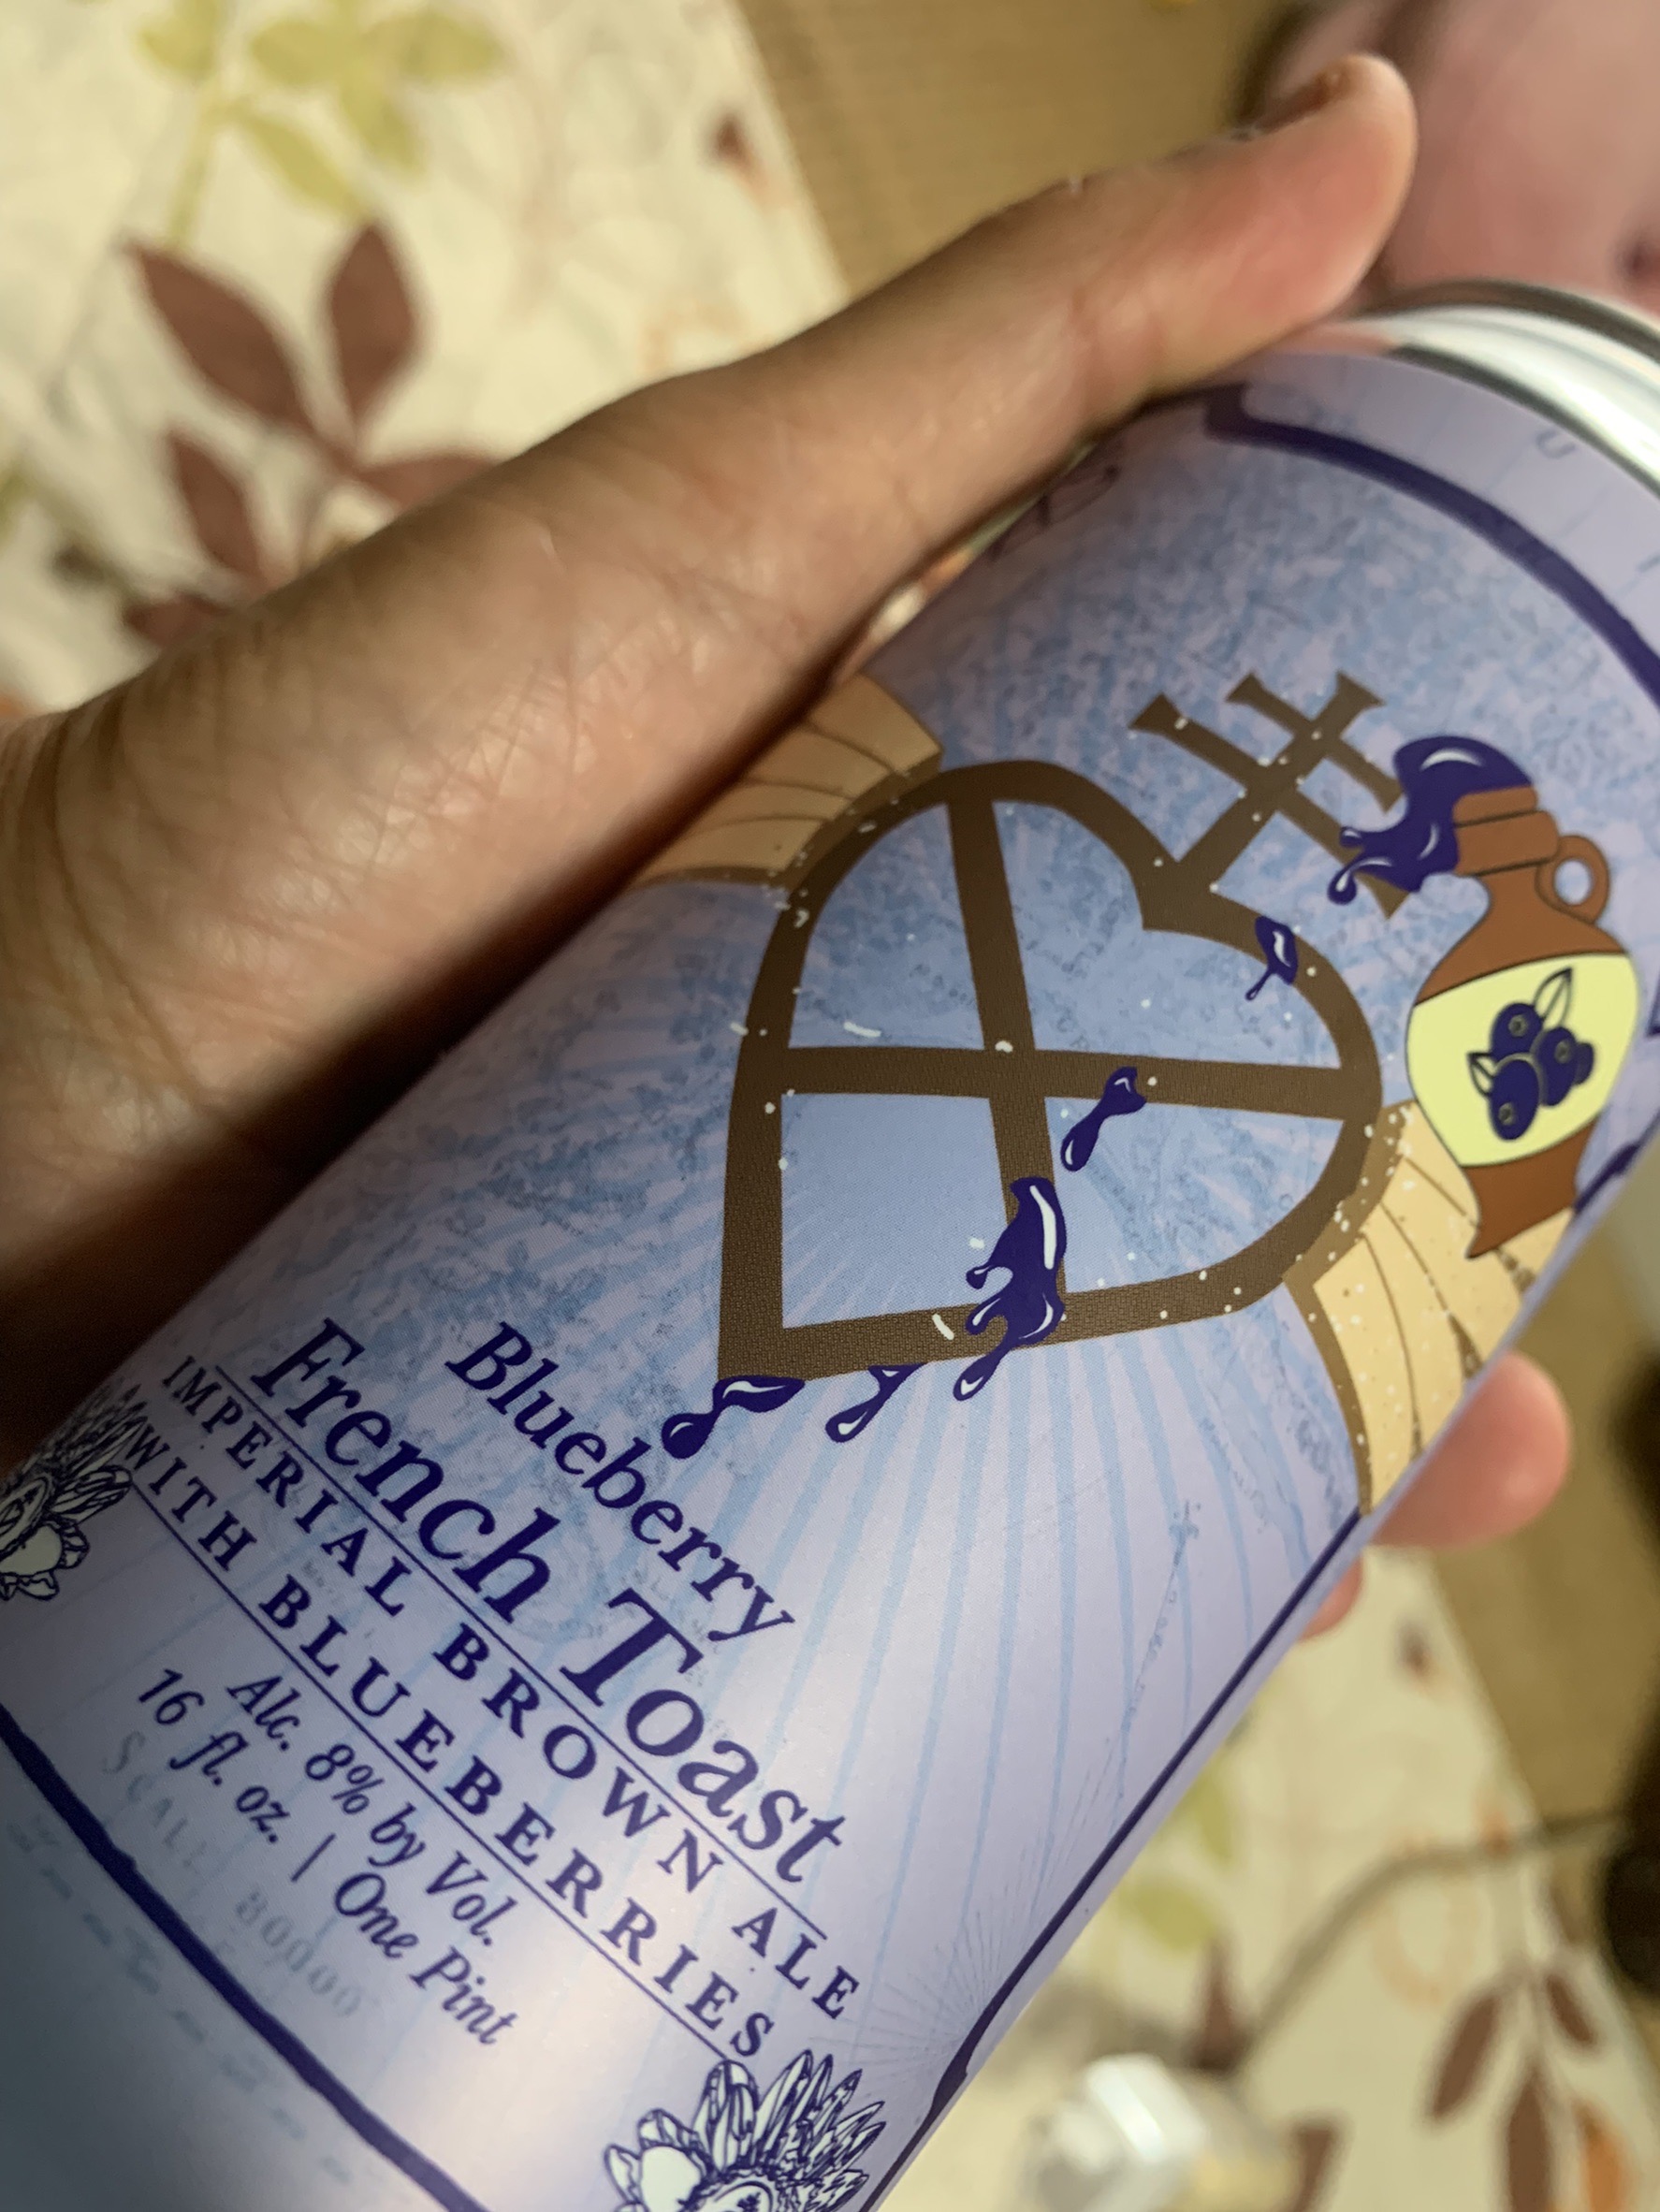 Blueberry
French Toast
IMPERIAL BROWN ALE
WITH BLUEBERRIES
Alc. 8% by Vol.
16 fl. oz. | One Pint